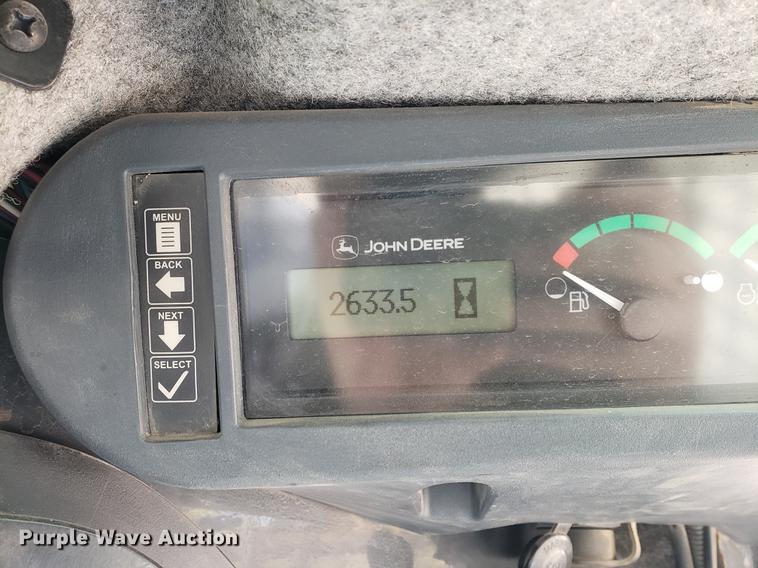 MENU
BACK
NEXT
SELECT
JOHN DEERE
2633.5
Purple Wave Auction